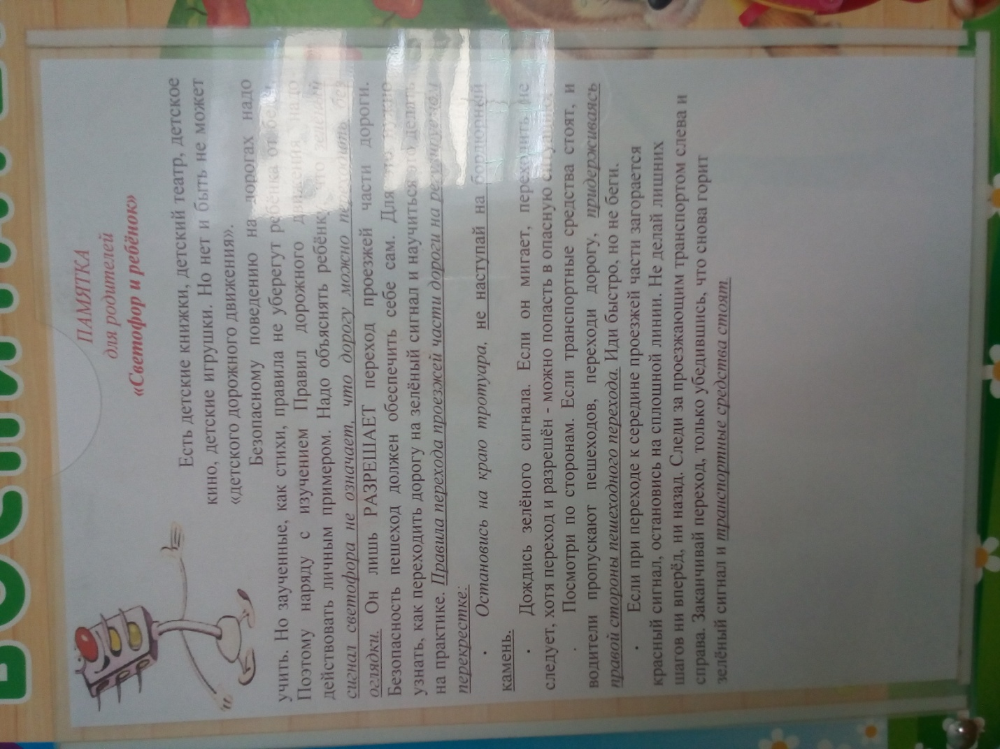 ПАМЯТКА
для родителей
«Светофор и ребёнок»
Есть детские книжки, детский театр, детское
кино, детские игрушки. Но нет и быть не может
«детского дорожного движения».
Безопасному поведению на дорогах надо
учить. Но заученные, как стихи, правила не уберегут ребёнка от беды.
Поэтому наряду с изучением Правил дорожного движения, надо
действовать личным примером. Надо объяснять ребёнку, что зеленый
сигнал светофора не означает, что дорогу можно переходить без
оглядки. Он лишь РАЗРЕШАЕТ переход проезжей части дороги.
Безопасность пешеход должен обеспечить себе сам. Для
узнать, как переходить дорогу на зелёный сигнал и научиться это делать
на практике. Правила перехода проезжей части дороги на регулируемом
перекрестке:
· Остановись на краю тротуара, не наступай на бордюрный
камень.
· Дождись зелёного сигнала. Если он мигает, переходить не
следует, хотя переход и разрешён - можно попасть в опасную
· Посмотри по сторонам. Если транспортные средства стоят, и
водители пропускают пешеходов, переходи дорогу, придерживаясь
правой стороны пешеходного перехода. Иди быстро, но не беги.
· Если при переходе к середине проезжей части загорается
красный сигнал, остановись на сплошной линии. Не делай лишних
шагов ни вперёд, ни назад. Следи за проезжающим транспортом слева и
справа. Заканчивай переход, только убедившись, что снова горит
зелёный сигнал и транспортные средства стоят.